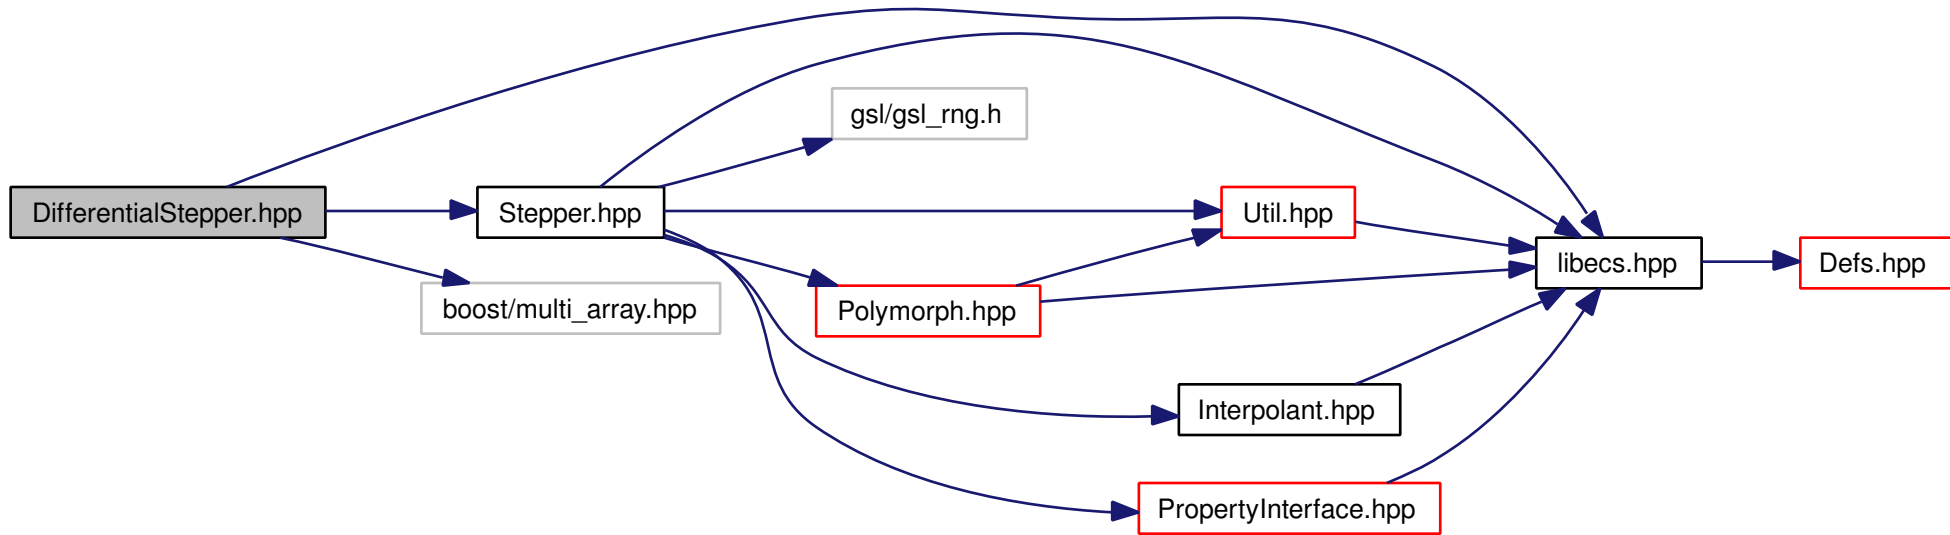 gsl/gsl_rng.h
DifferentialStepper.hpp
Stepper.hpp
Util.hpp
libecs.hpp
Defs.hpp
boost/multi_array.hpp
Polymorph.hpp
Interpolant.hpp
PropertyInterface.hpp